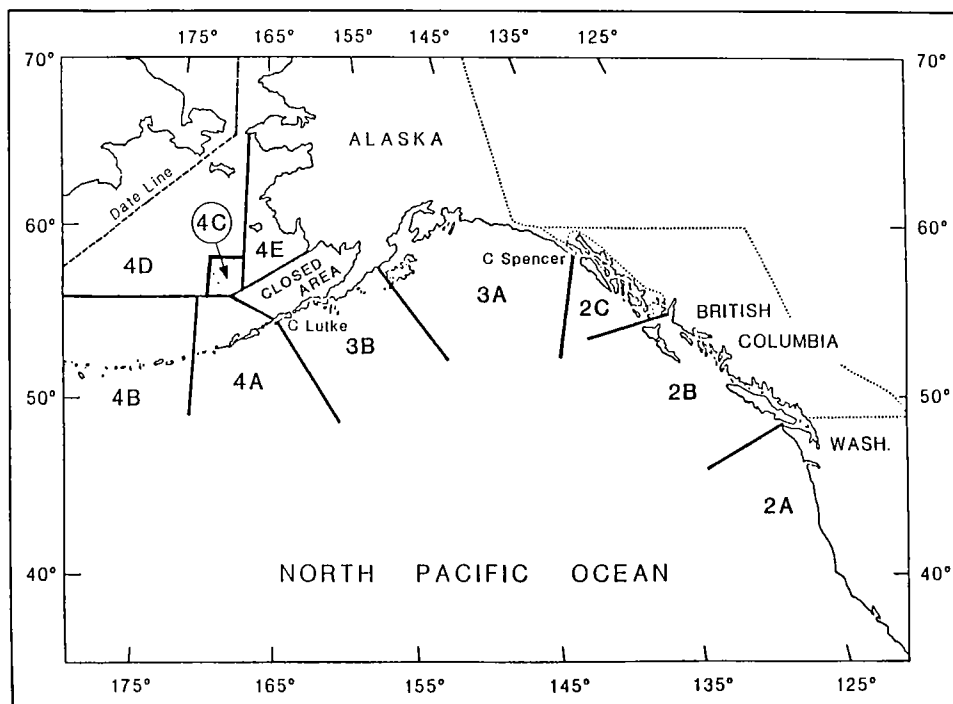 175° 165° 155° 145° 135° 125°
70° 70°
ALASKA
Date Line
60° 4C 60°
4E
4D
C Spencer
CLOSED AREA
3A
2C
BRITISH
COLUMBIA
C Lutke
3B
4A
4B
2B
50° 50°
WASH.
2A
40° 40°
NORTH PACIFIC OCEAN
175° 165° 155° 145° 135° 125°